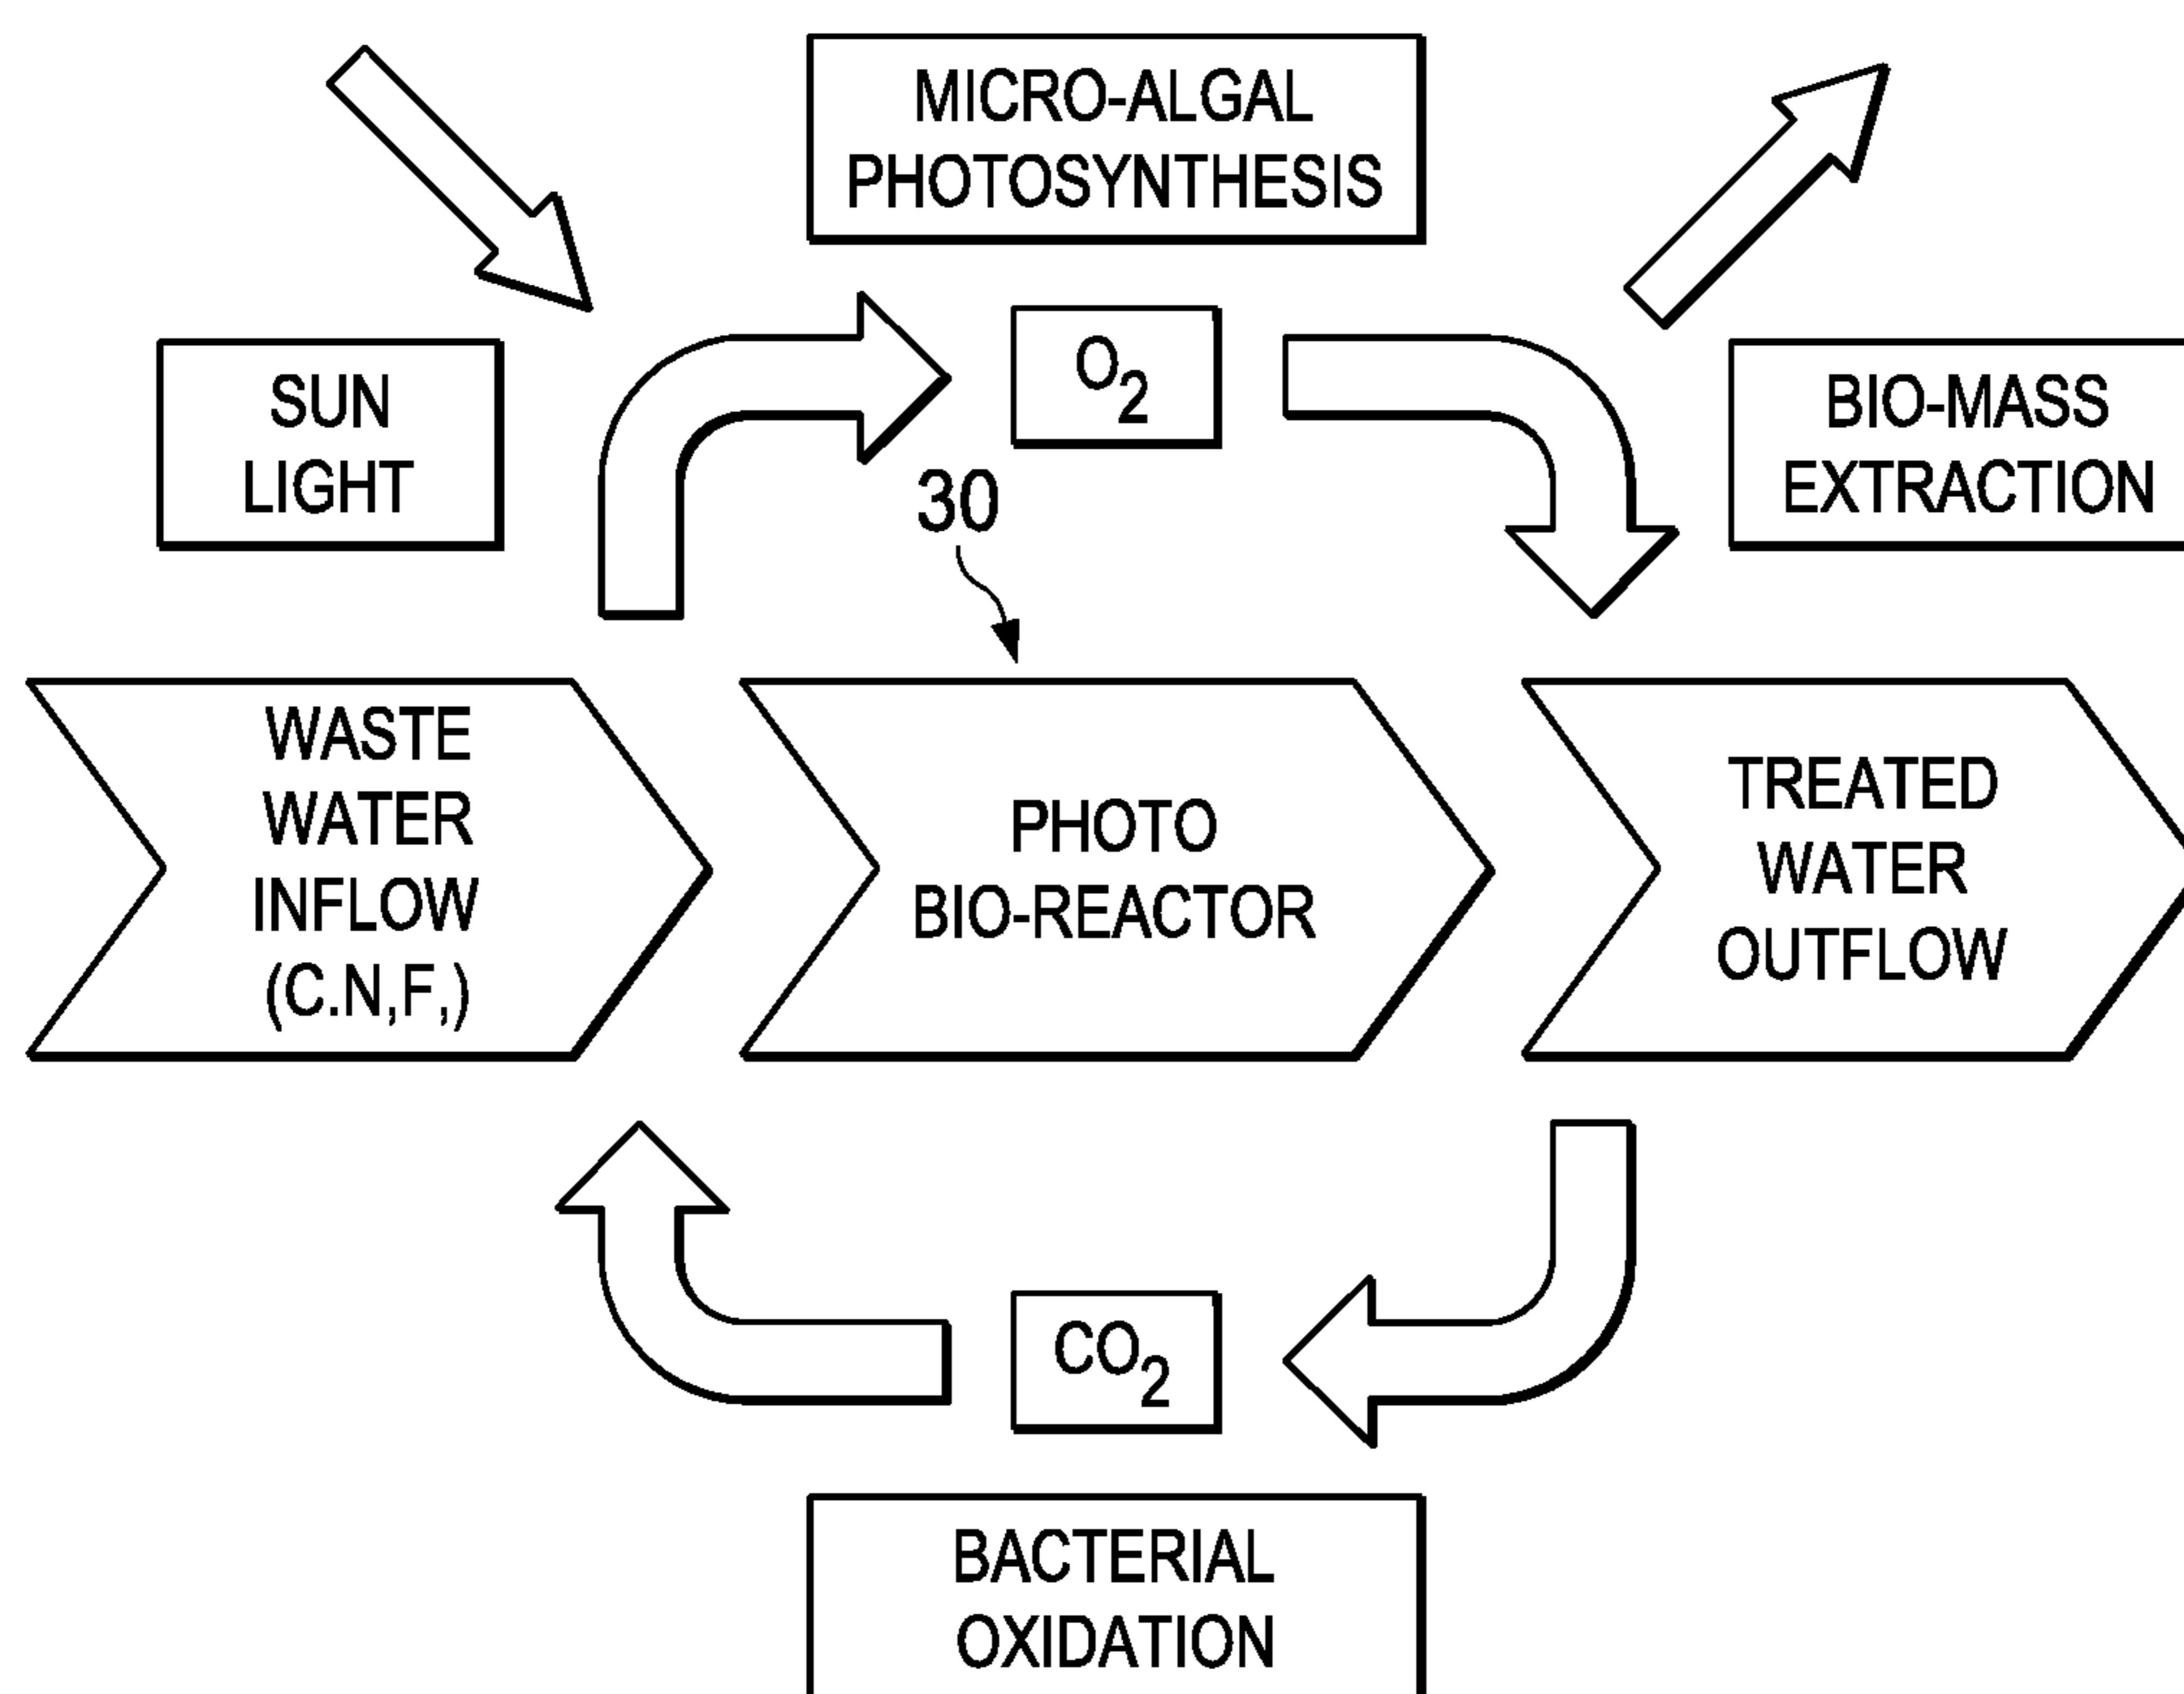 MICRO-ALGAL
PHOTOSYNTHESIS
SUN
LIGHT
O2
BIO-MASS
EXTRACTION
30
WASTE
WATER
INFLOW
(C.N,F,)
PHOTO
BIO-REACTOR
TREATED
WATER
OUTFLOW
CO2
BACTERIAL
OXIDATION